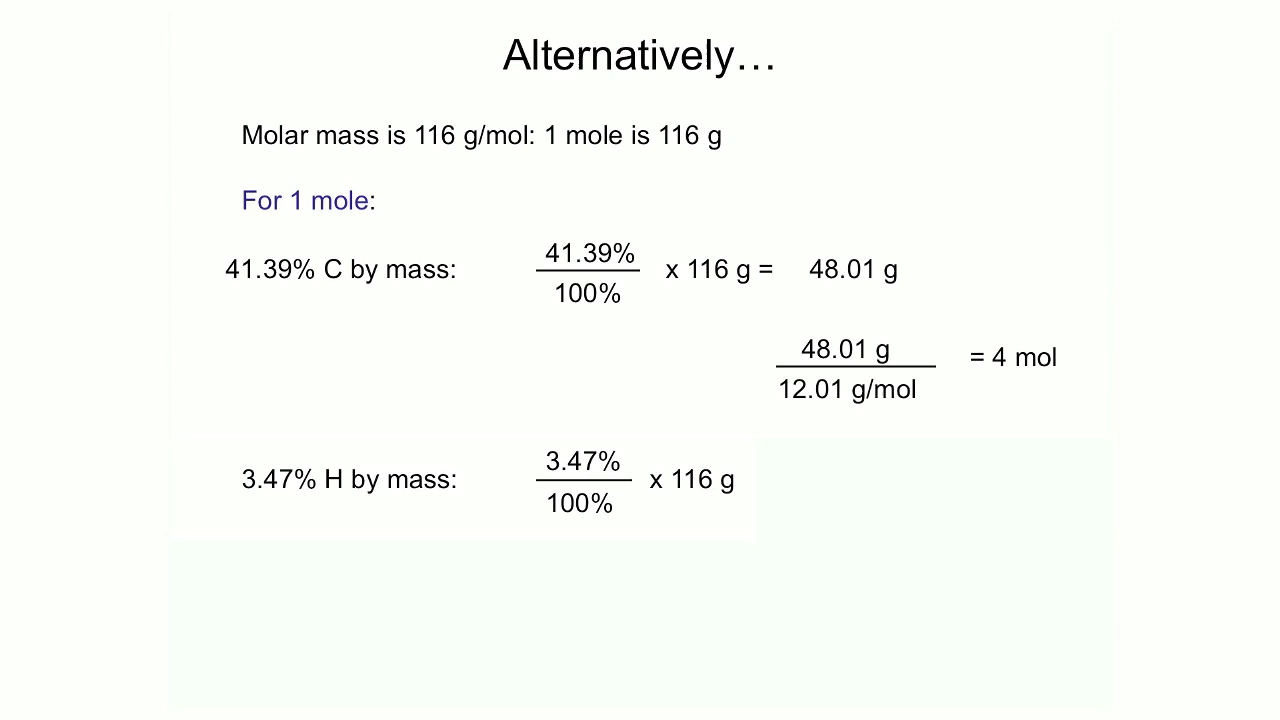 Alternatively…
Molar mass is 116 g/mol: 1 mole is 116 g
For 1 mole:
41.39% C by mass: 41.39% / 100% x 116 g = 48.01 g
48.01 g / 12.01 g/mol = 4 mol
3.47% H by mass: 3.47% / 100% x 116 g